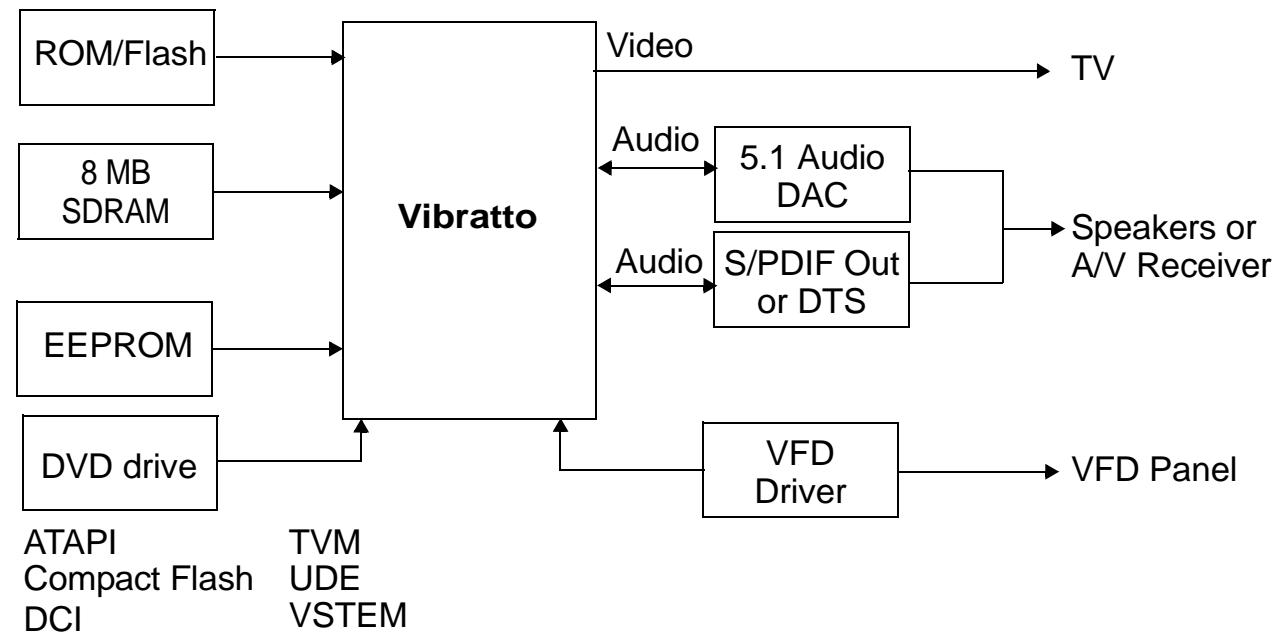 ROM/Flash
8 MB
SDRAM
EEPROM
DVD drive
ATAPI
Compact Flash
DCI
TVM
UDE
VSTEM
Vibratto
Video
TV
Audio
5.1 Audio
DAC
Audio
S/PDIF Out
or DTS
Speakers or
A/V Receiver
VFD
Driver
VFD Panel